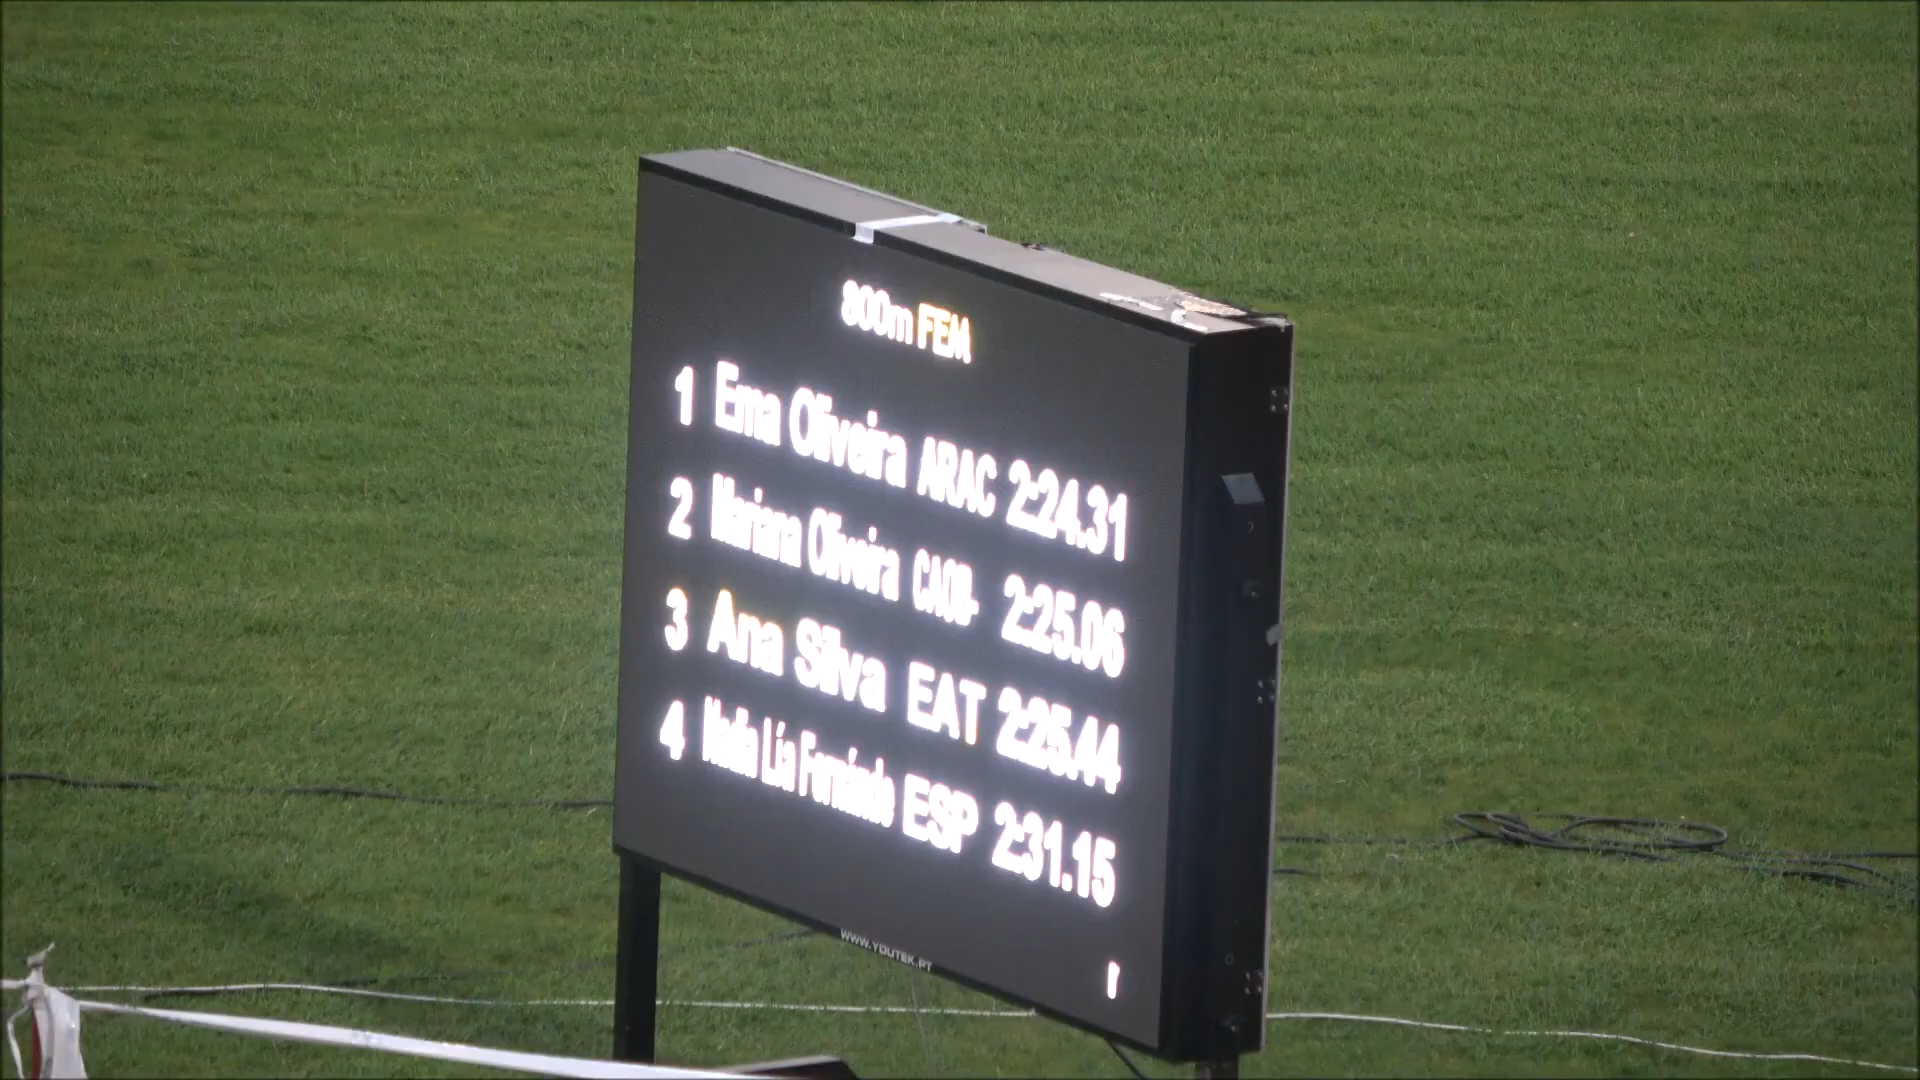 800m FEM
1 Ema Oliveira ARAC 2:24.31
2 Mariana Oliveira 2:25.06
3 Ana Silva EAT 2:25.44
4 Lía ESP 2:31.15
WWW.YOUTEK.PT